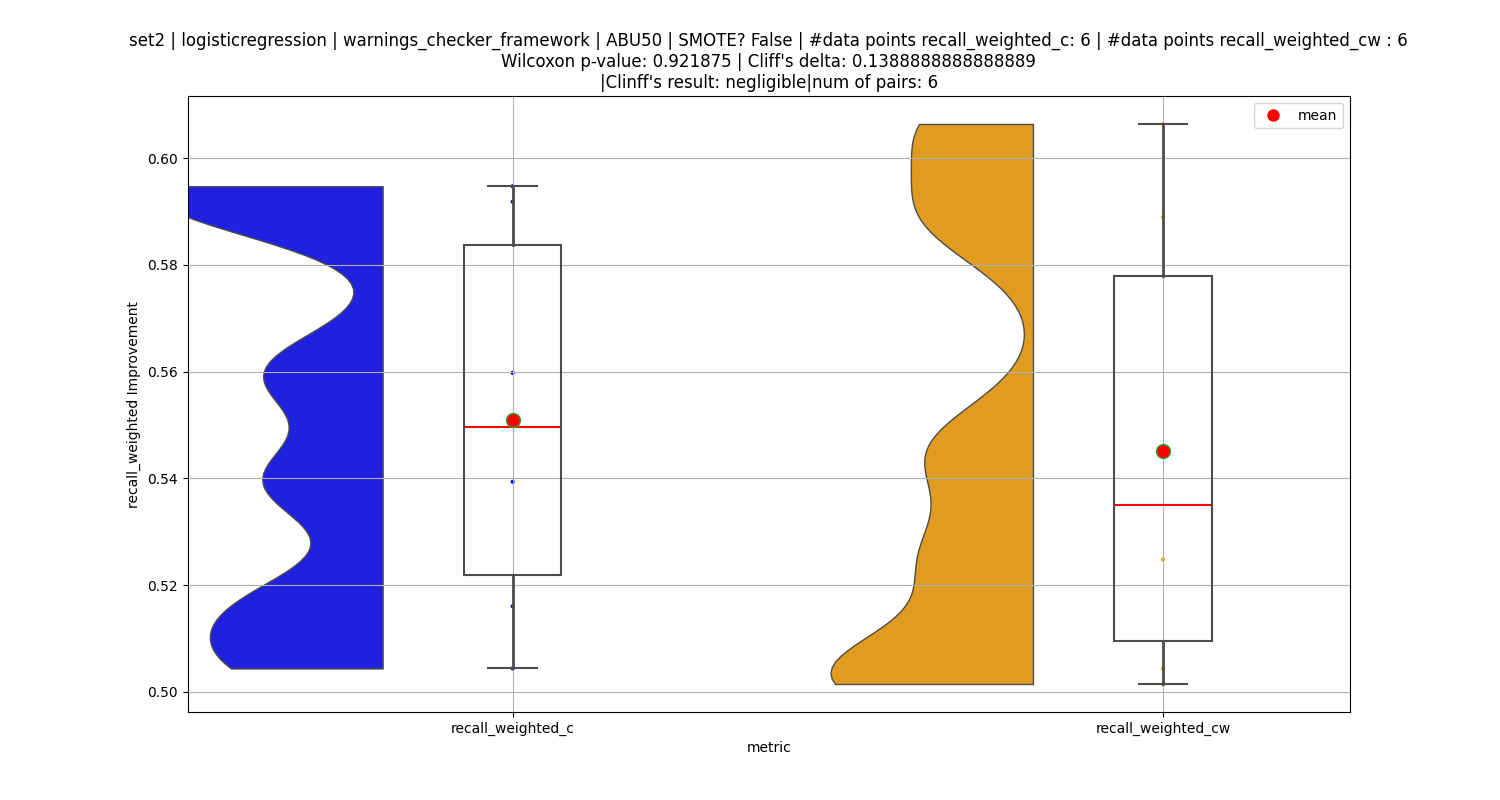 set2 | logisticregression | warnings_checker_framework | ABU50 | SMOTE? False | #data points recall_weighted_c: 6 | #data points recall_weighted_cw : 6
Wilcoxon p-value: 0.921875 | Cliff's delta: 0.1388888888888889
|Clinff's result: negligible|num of pairs: 6
mean
0.60
0.58
0.56
0.54
0.52
0.50
recall_weighted Improvement
recall_weighted_c
recall_weighted_cw
metric